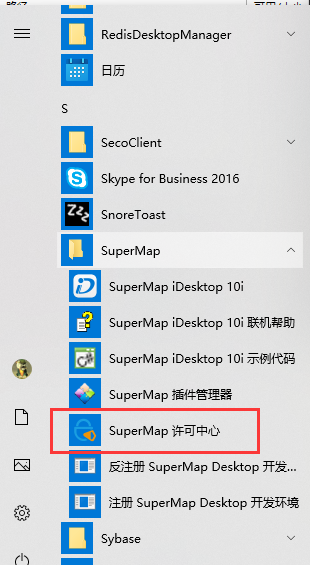 RedisDesktopManager
日历
S
SecoClient
Skype for Business 2016
SnoreToast
SuperMap
SuperMap iDesktop 10i
SuperMap iDesktop 10i 联机帮助
SuperMap iDesktop 10i 示例代码
SuperMap 插件管理器
SuperMap 许可中心
反注册 SuperMap Desktop 开发...
注册 SuperMap Desktop 开发环境
Sybase